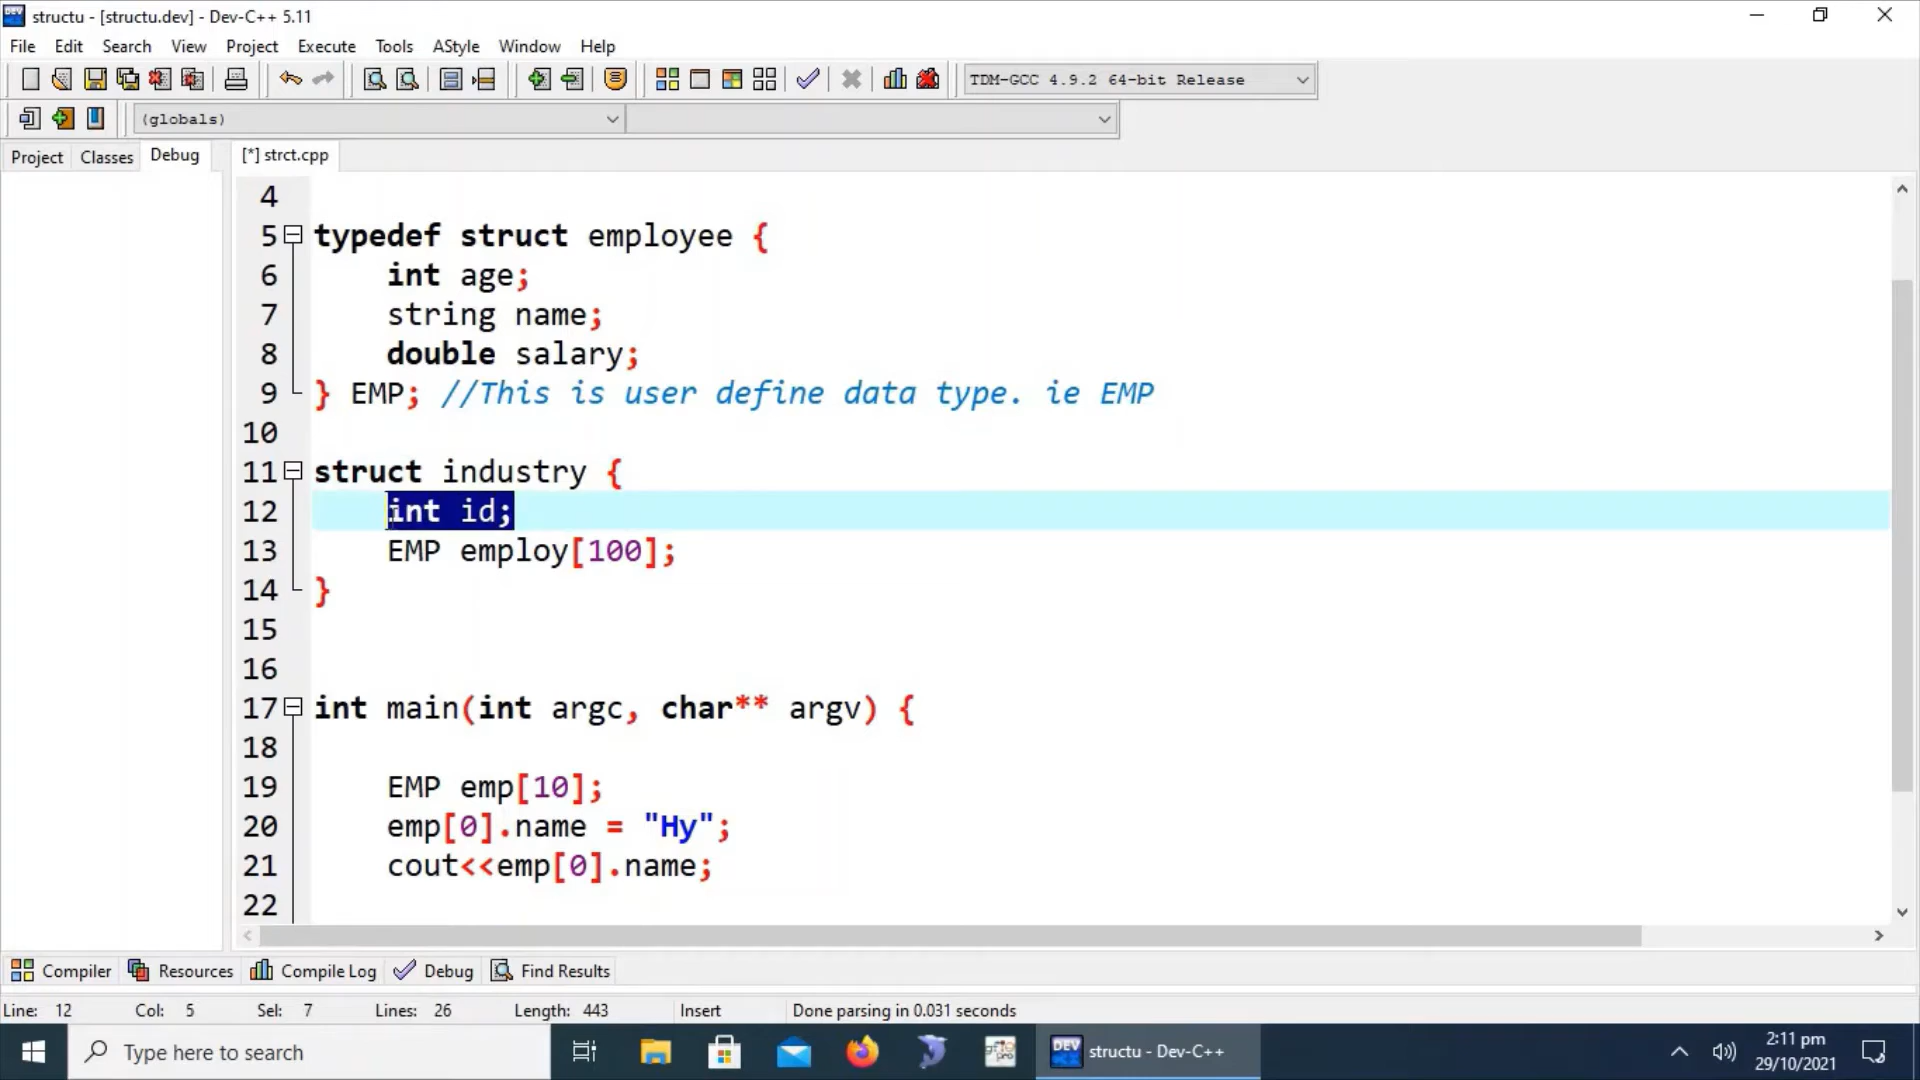 structu - [structu.dev] - Dev-C++ 5.11
File Edit Search View Project Execute Tools AStyle Window Help
TDM-GCC 4.9.2 64-bit Release
(globals)
Project Classes Debug [*] strct.cpp
4
5 typedef struct employee {
6 int age;
7 string name;
8 double salary;
9 } EMP; //This is user define data type. ie EMP
10
11 struct industry {
12 int id;
13 EMP employ[100];
14 }
15
16
17 int main(int argc, char** argv) {
18
19 EMP emp[10];
20 emp[0].name = "Hy";
21 cout<<emp[0].name;
22
Compiler Resources Compile Log Debug Find Results
Line: 12 Col: 5 Sel: 7 Lines: 26 Length: 443 Insert Done parsing in 0.031 seconds
Type here to search
DEV structu - Dev-C++
2:11 pm
29/10/2021